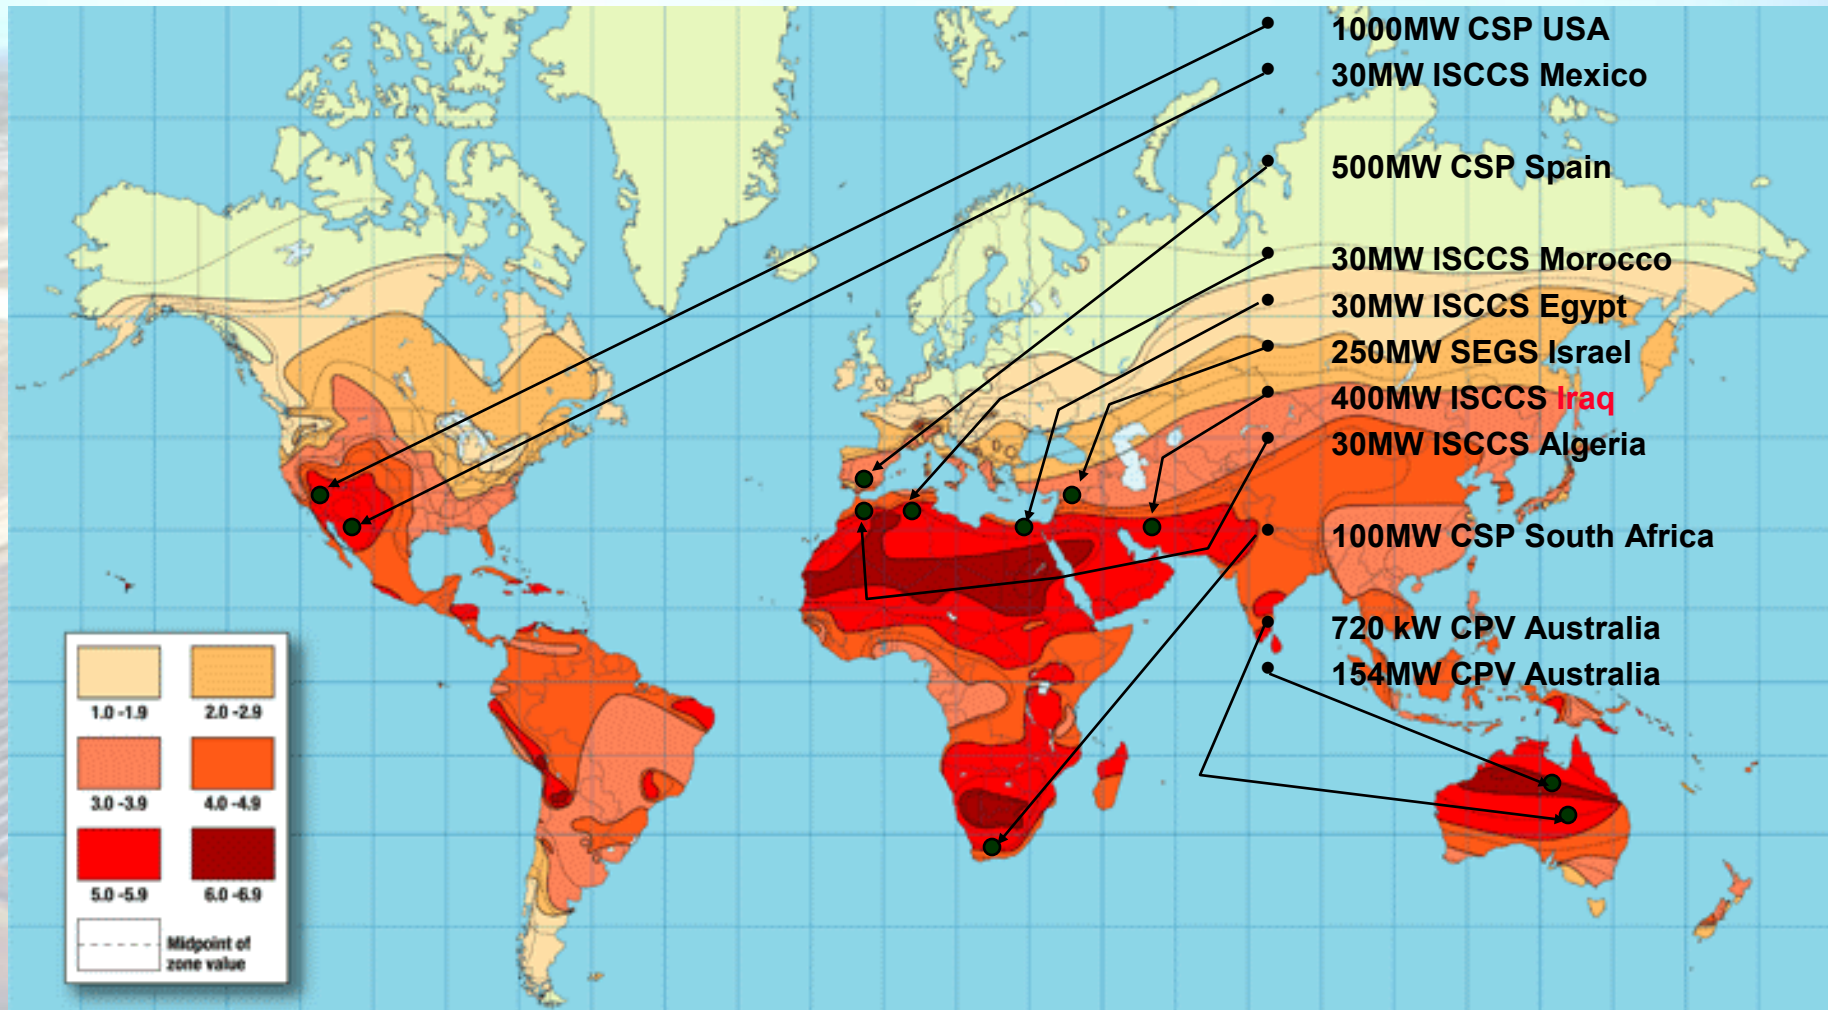 1000MW CSP USA
30MW ISCCS Mexico
500MW CSP Spain
30MW ISCCS Morocco
30MW ISCCS Egypt
250MW SEGS Israel
400MW ISCCS Iraq
30MW ISCCS Algeria
100MW CSP South Africa
720 kW CPV Australia
154MW CPV Australia
1.0 -1.9
2.0 -2.9
3.0 -3.9
4.0 -4.9
5.0 -5.9
6.0 -6.9
Midpoint of
zone value